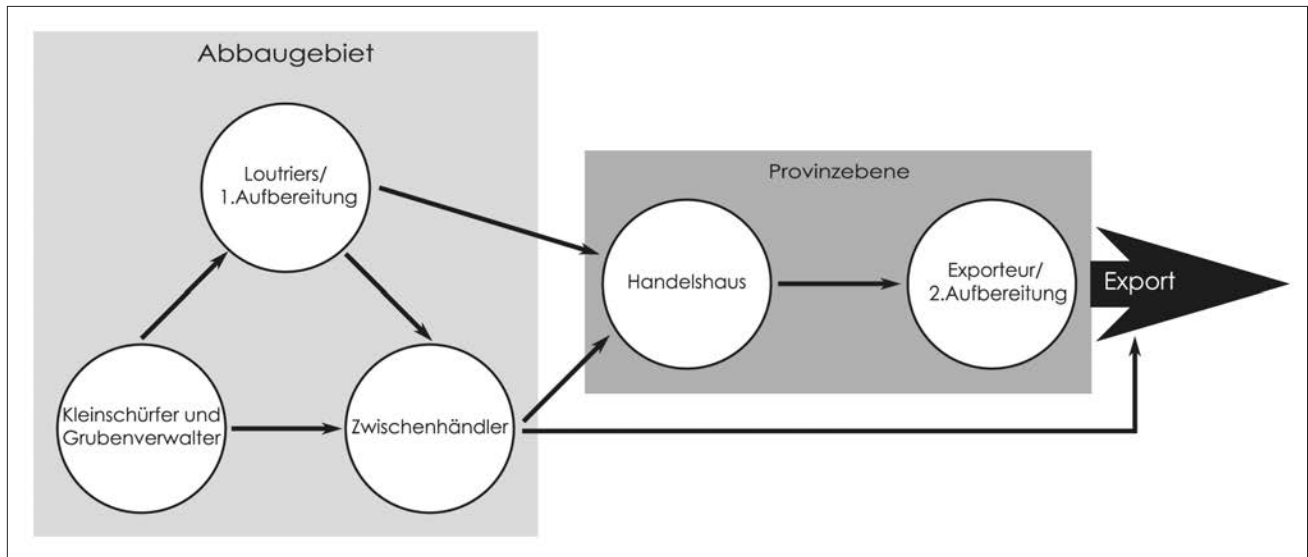 Abbaugebiet
Loutriers/
1.Aufbereitung
Kleinschürfer und
Grubenverwalter
Zwischenhändler
Provinzebene
Handelshaus
Exporteur/
2.Aufbereitung
Export